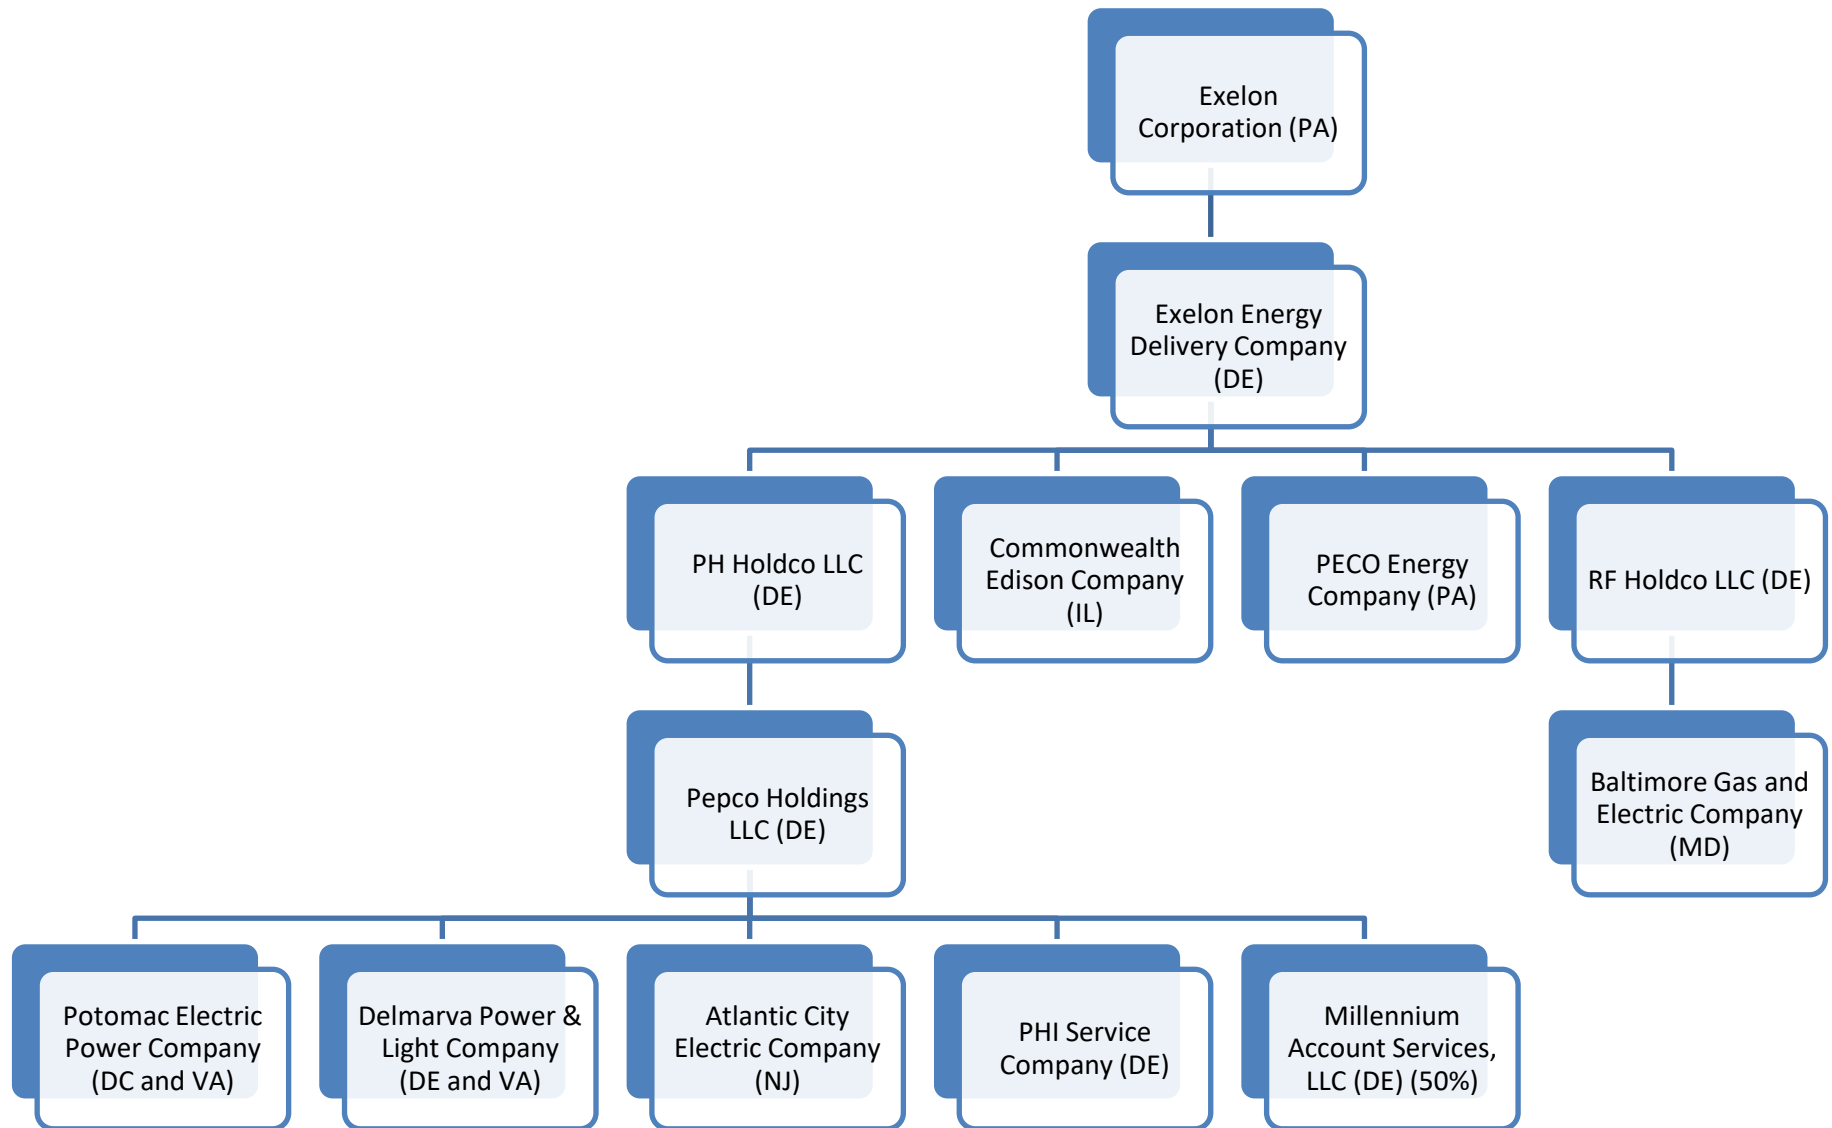 Exelon
Corporation (PA)
Exelon Energy
Delivery Company
(DE)
PH Holdco LLC
(DE)
Commonwealth
Edison Company
(IL)
PECO Energy
Company (PA)
RF Holdco LLC (DE)
Pepco Holdings
LLC (DE)
Baltimore Gas and
Electric Company
(MD)
Potomac Electric
Power Company
(DC and VA)
Delmarva Power &
Light Company
(DE and VA)
Atlantic City
Electric Company
(NJ)
PHI Service
Company (DE)
Millennium
Account Services,
LLC (DE) (50%)